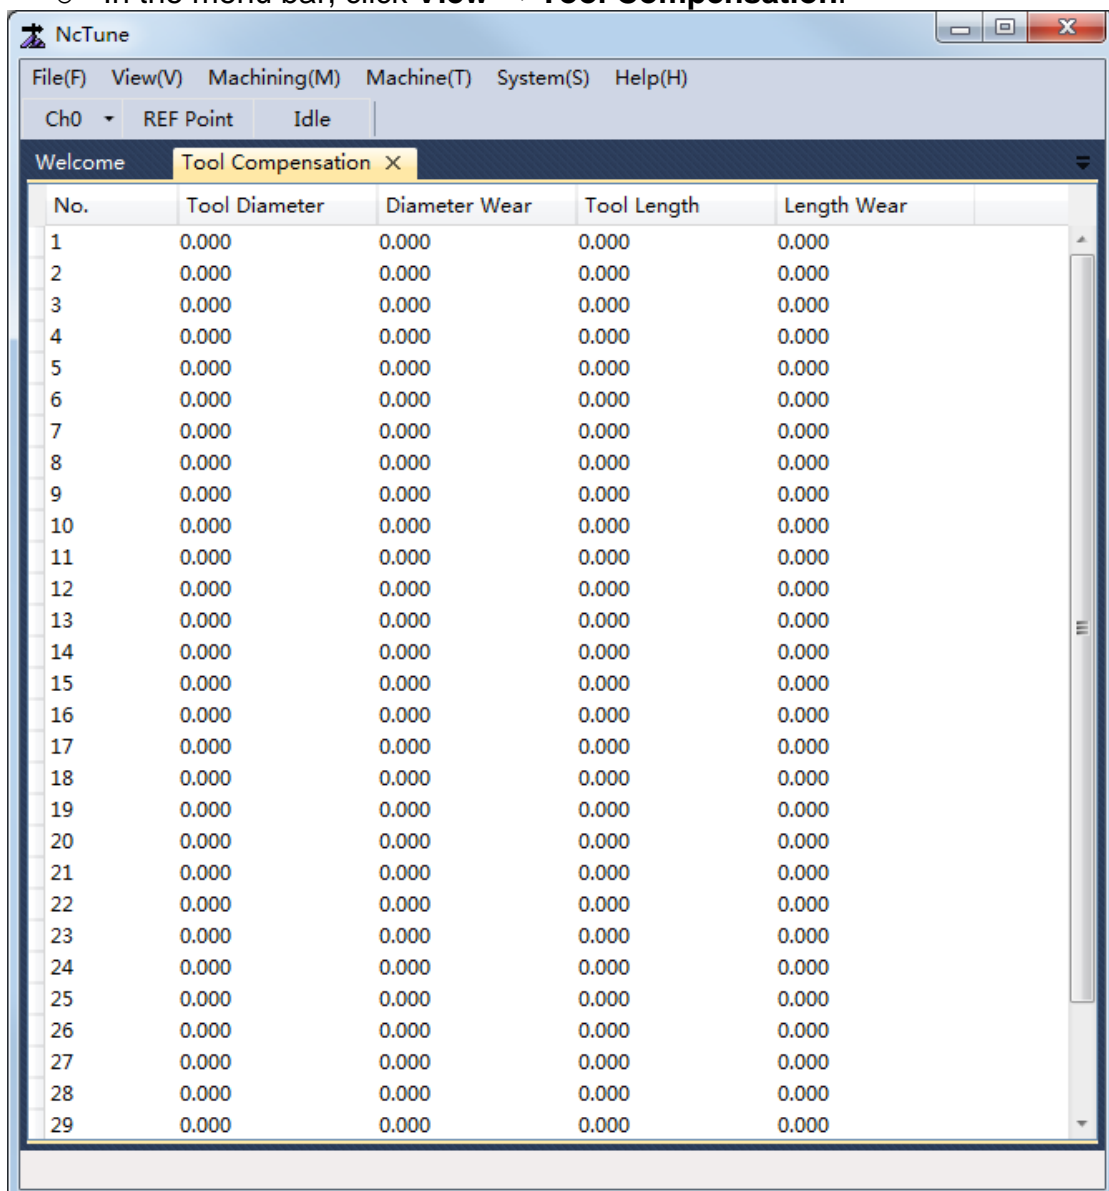 In the menu bar, click View → Tool Compensation.
NcTune
File(F) View(V) Machining(M) Machine(T) System(S) Help(H)
Ch0 REF Point Idle
Welcome Tool Compensation
No. Tool Diameter Diameter Wear Tool Length Length Wear
1 0.000 0.000 0.000 0.000
2 0.000 0.000 0.000 0.000
3 0.000 0.000 0.000 0.000
4 0.000 0.000 0.000 0.000
5 0.000 0.000 0.000 0.000
6 0.000 0.000 0.000 0.000
7 0.000 0.000 0.000 0.000
8 0.000 0.000 0.000 0.000
9 0.000 0.000 0.000 0.000
10 0.000 0.000 0.000 0.000
11 0.000 0.000 0.000 0.000
12 0.000 0.000 0.000 0.000
13 0.000 0.000 0.000 0.000
14 0.000 0.000 0.000 0.000
15 0.000 0.000 0.000 0.000
16 0.000 0.000 0.000 0.000
17 0.000 0.000 0.000 0.000
18 0.000 0.000 0.000 0.000
19 0.000 0.000 0.000 0.000
20 0.000 0.000 0.000 0.000
21 0.000 0.000 0.000 0.000
22 0.000 0.000 0.000 0.000
23 0.000 0.000 0.000 0.000
24 0.000 0.000 0.000 0.000
25 0.000 0.000 0.000 0.000
26 0.000 0.000 0.000 0.000
27 0.000 0.000 0.000 0.000
28 0.000 0.000 0.000 0.000
29 0.000 0.000 0.000 0.000